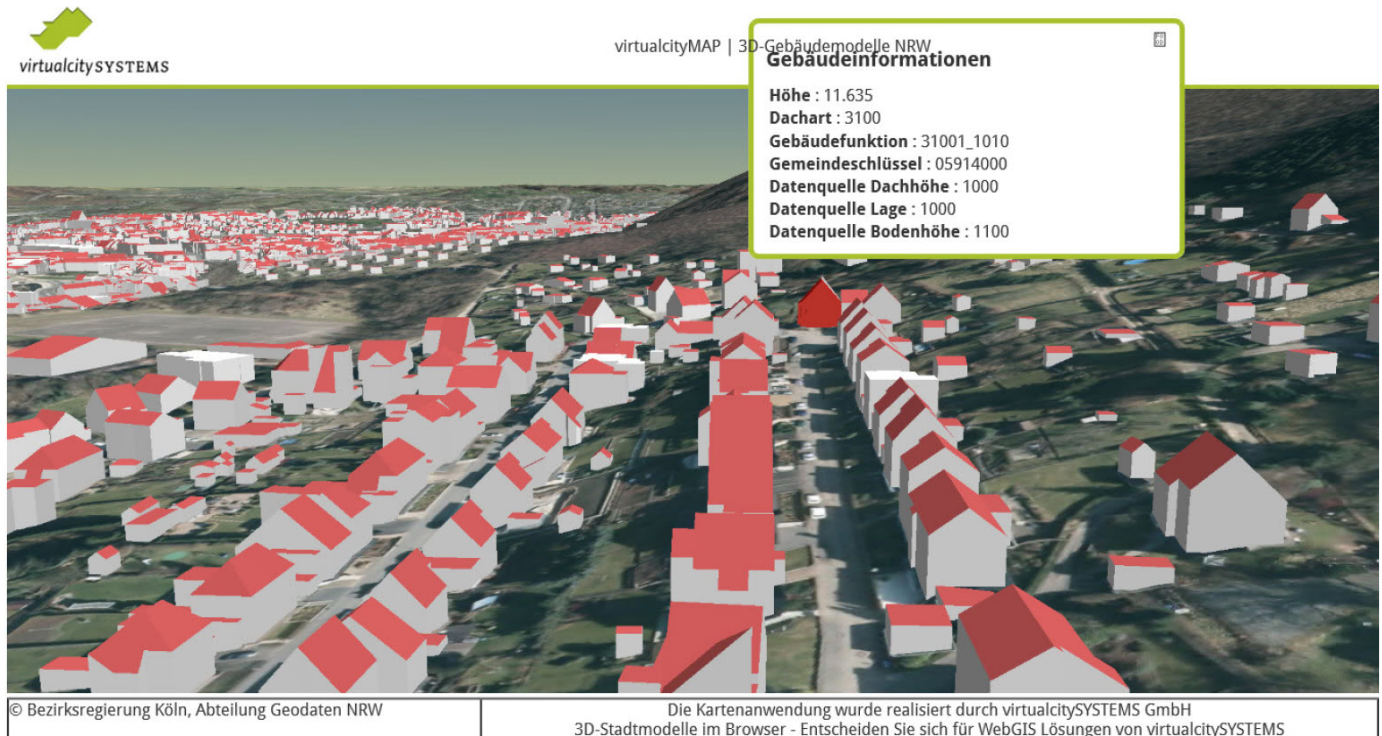 virtualcitySYSTEMS
virtualcityMAP | 3D-Gebäudemodelle NRW
Gebäudeinformationen
Höhe : 11.635
Dachart : 3100
Gebäudefunktion : 31001_1010
Gemeindeschlüssel : 05914000
Datenquelle Dachhöhe : 1000
Datenquelle Lage : 1000
Datenquelle Bodenhöhe : 1100
© Bezirksregierung Köln, Abteilung Geodaten NRW
Die Kartenanwendung wurde realisiert durch virtualcitySYSTEMS GmbH
3D-Stadtmodelle im Browser - Entscheiden Sie sich für WebGIS Lösungen von virtualcitySYSTEMS